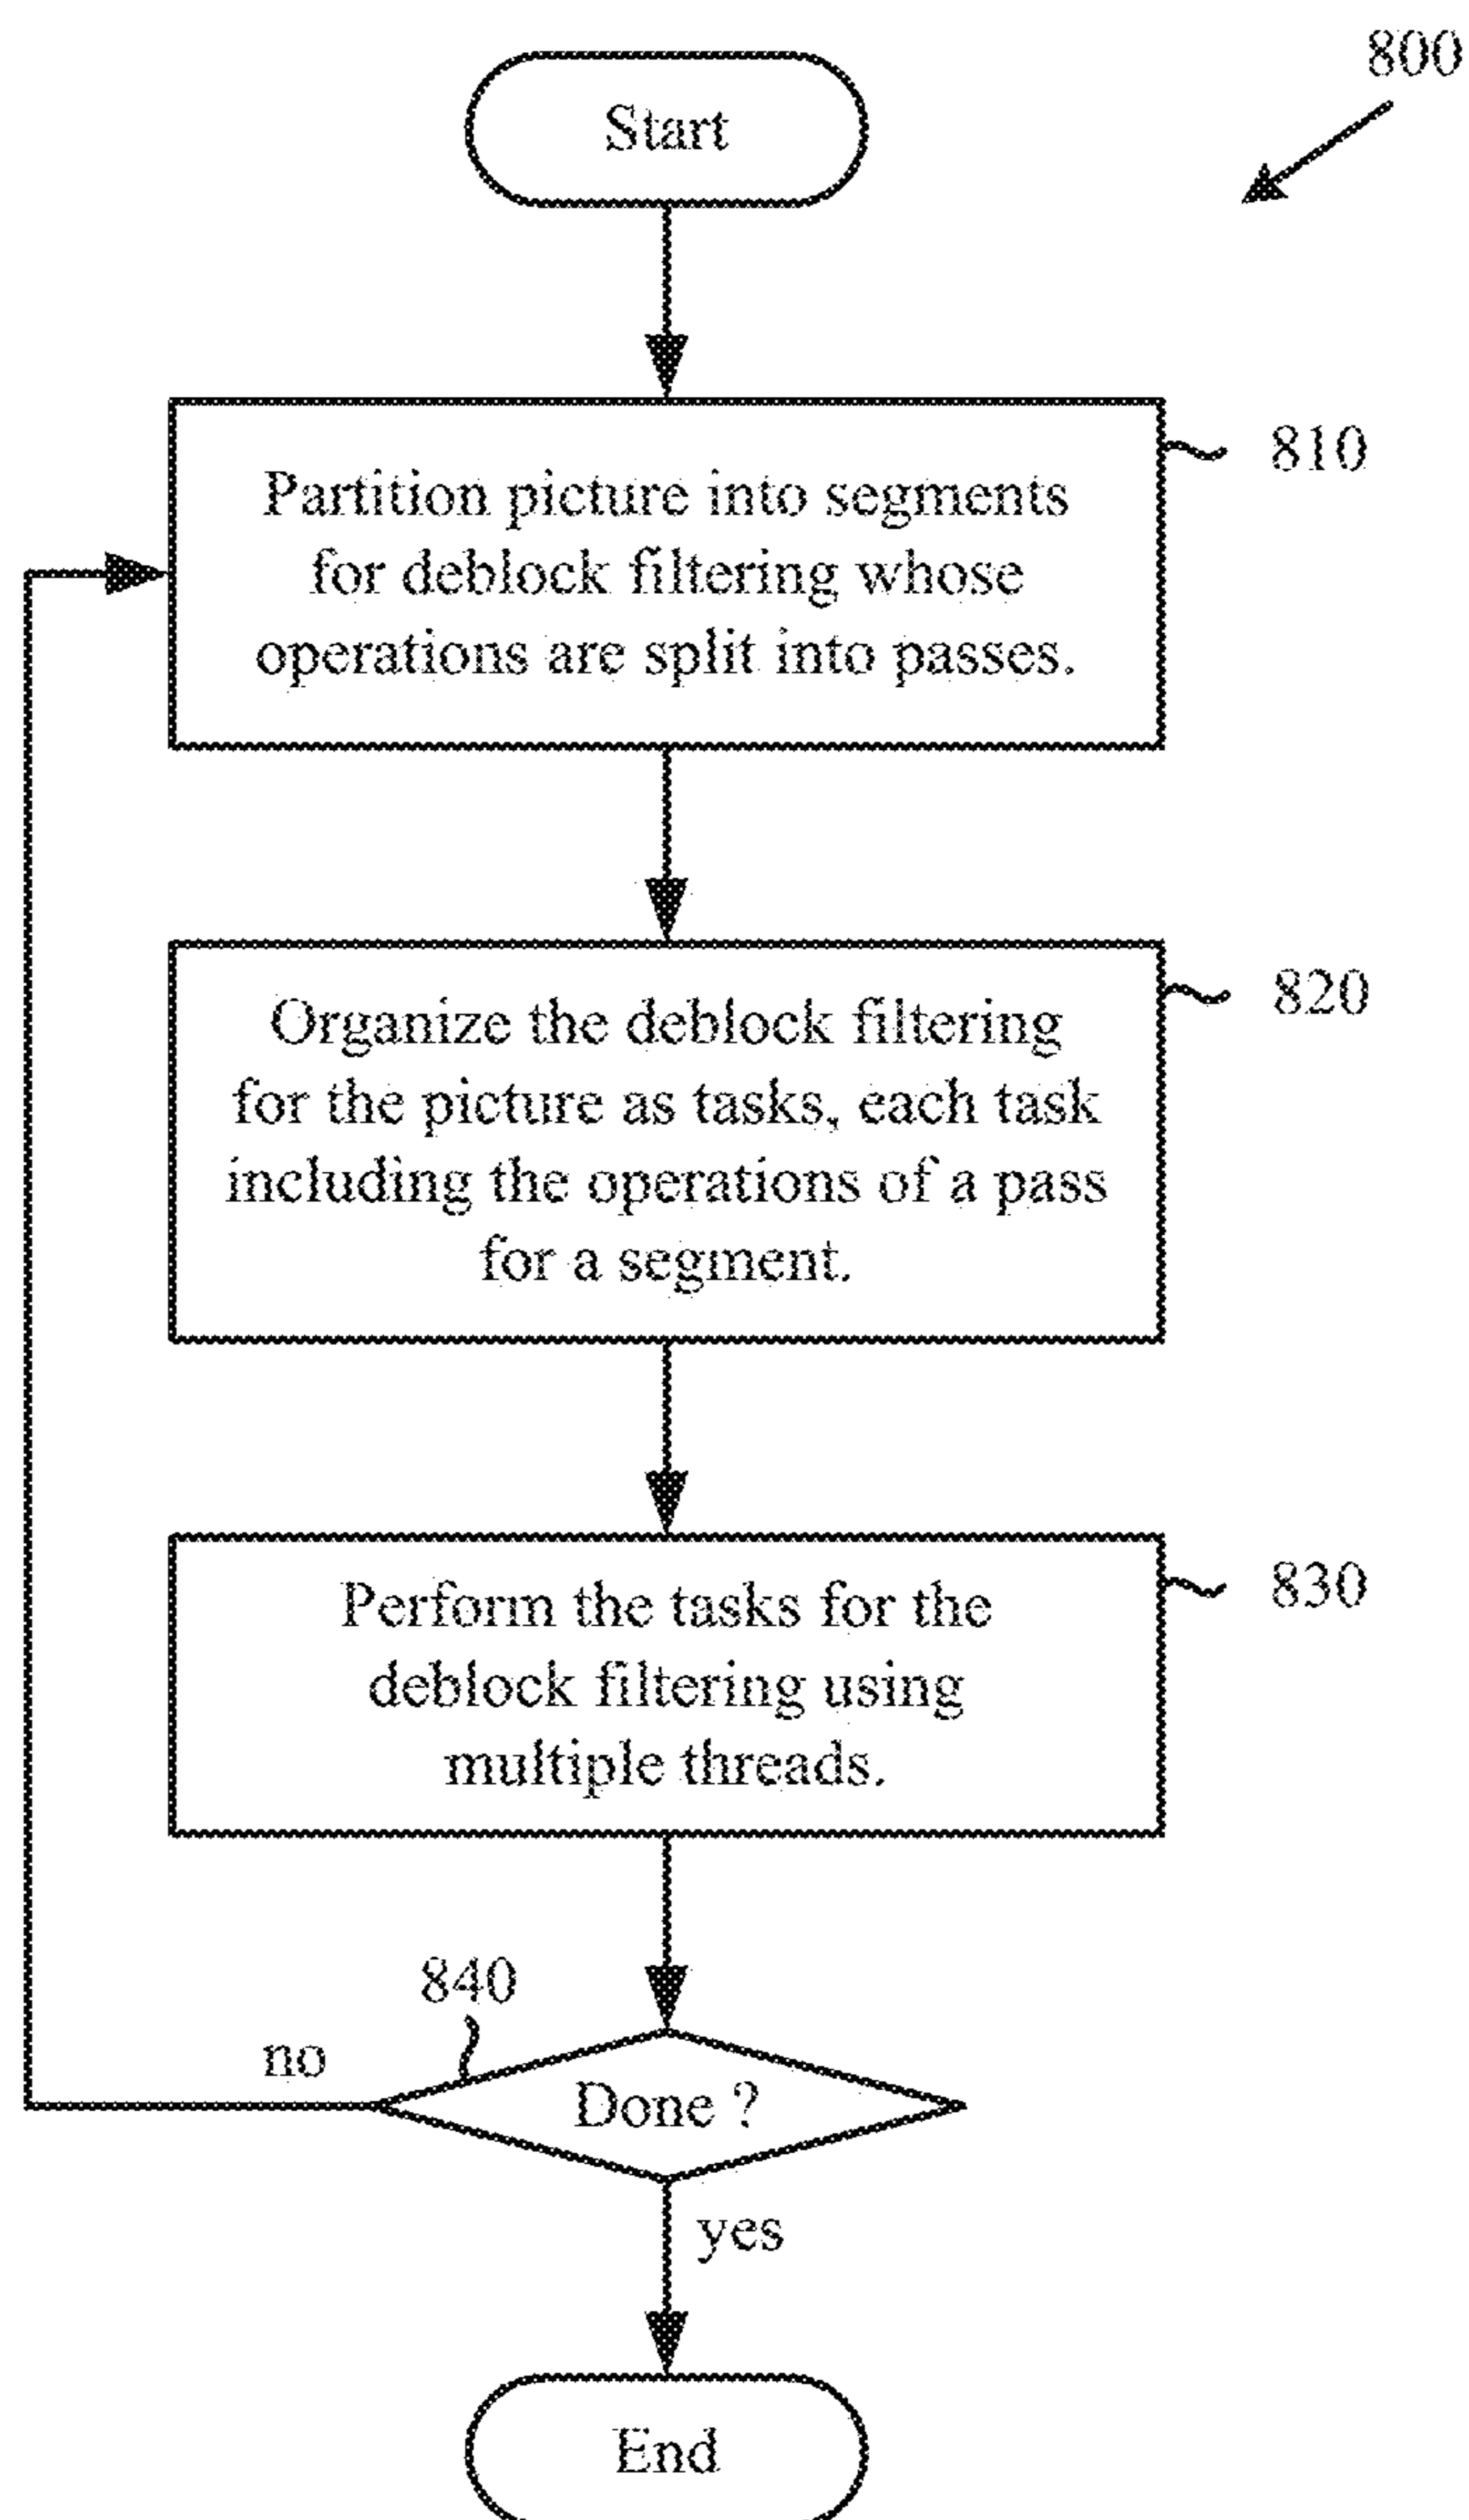 800
Start
810
Partition picture into segments
for deblock filtering whose
operations are split into passes.
820
Organize the deblock filtering
for the picture as tasks, each task
including the operations of a pass
for a segment.
830
Perform the tasks for the
deblock filtering using
multiple threads.
840
no
Done ?
yes
End